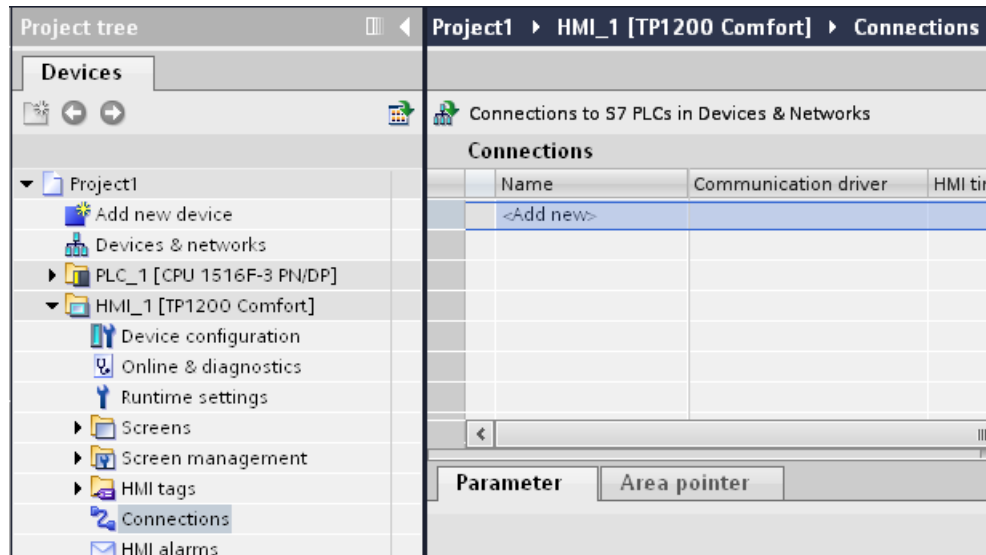 Project tree
Devices
Project1
Add new device
Devices & networks
PLC_1 [CPU 1516F-3 PN/DP]
HMI_1 [TP1200 Comfort]
Device configuration
Online & diagnostics
Runtime settings
Screens
Screen management
HMI tags
Connections
HMI alarms
Project1 HMI_1 [TP1200 Comfort] Connections
Connections to S7 PLCs in Devices & Networks
Connections
Name Communication driver HMI
<Add new>
Parameter Area pointer